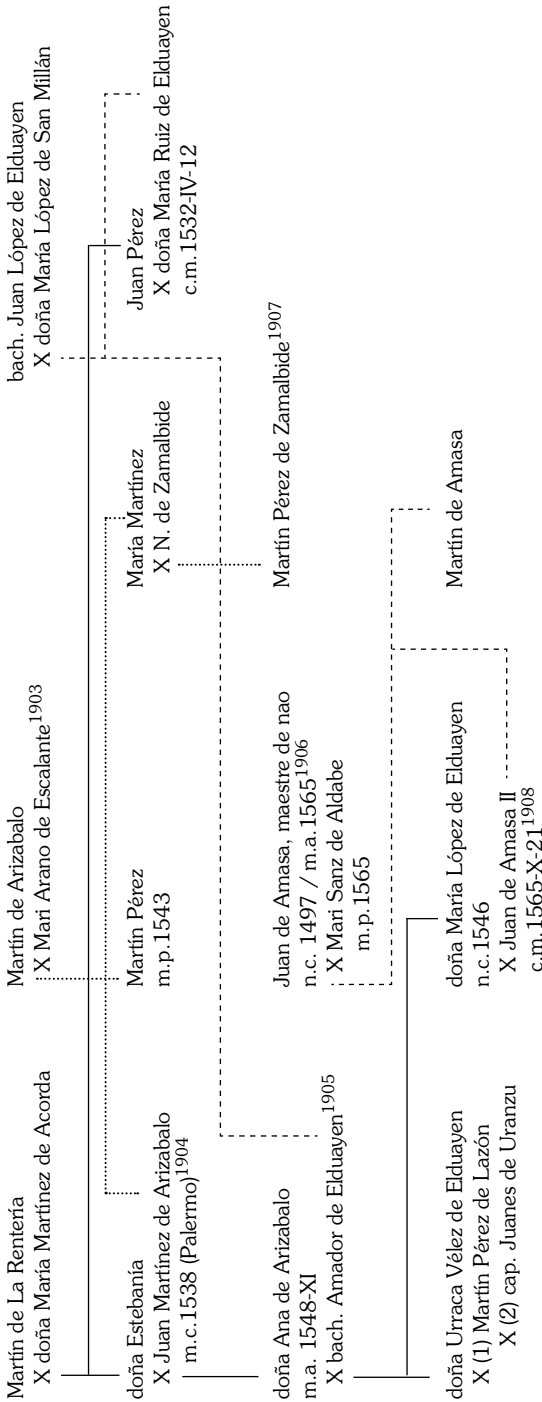 Martín de La Rentería
X doña María Martínez de Acorda
Martín de Arizabalo
X Mari Arano de Escalante1903
bach. Juan López de Elduayen
X doña María López de San Millán
doña Estebanía
X Juan Martínez de Arizabalo
m.c.1538 (Palermo)1904
Martín Pérez
m.p.1543
María Martínez
X N. de Zamalbide
Juan Pérez
X doña María Ruiz de Elduayen
c.m.1532-IV-12
doña Ana de Arizabalo
m.a. 1548-XI
X bach. Amador de Elduayen1905
Juan de Amasa, maestre de nao
n.c. 1497 / m.a.15651906
X Mari Sanz de Aldabe
m.p.1565
Martín Pérez de Zamalbide1907
doña Urraca Vélez de Elduayen
X (1) Martín Pérez de Lazón
X (2) cap. Juanes de Uranzu
doña María López de Elduayen
n.c.1546
X Juan de Amasa II
c.m.1565-X-211908
Martín de Amasa